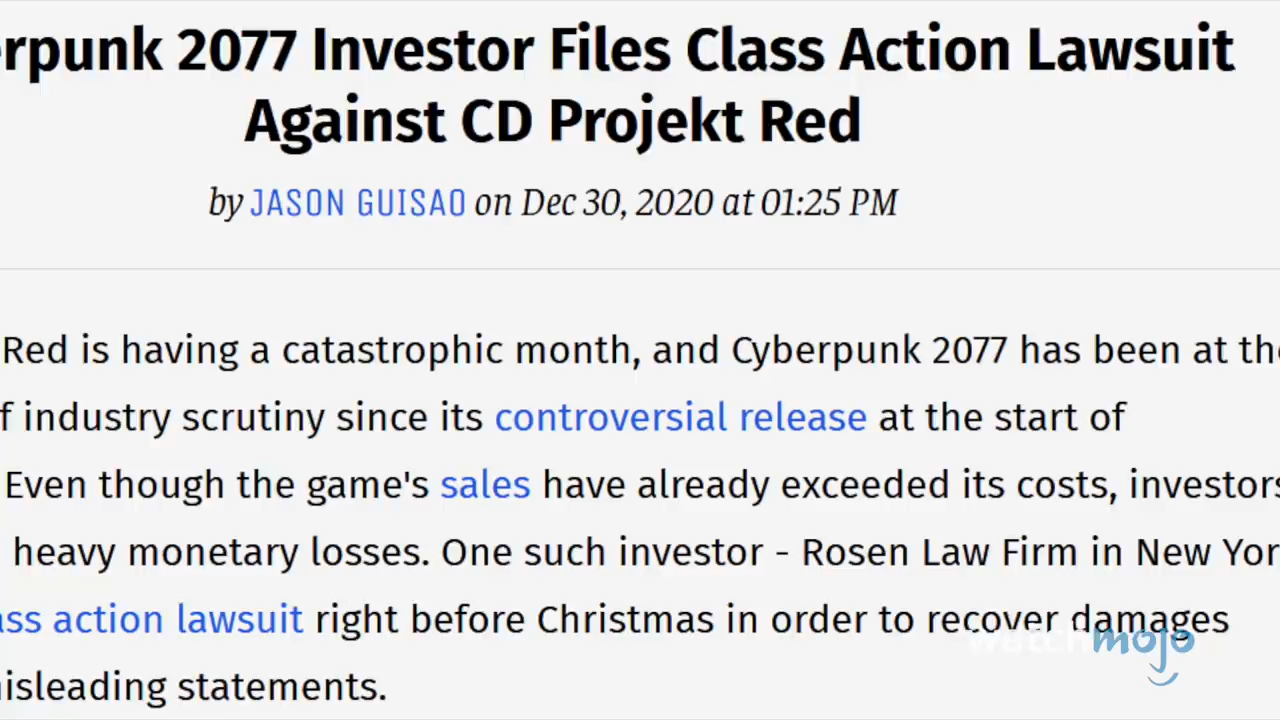 erpunk 2077 Investor Files Class Action Lawsuit
Against CD Projekt Red
by JASON GUISAO on Dec 30, 2020 at 01:25 PM
Red is having a catastrophic month, and Cyberpunk 2077 has been at the
f industry scrutiny since its controversial release at the start of
Even though the game's sales have already exceeded its costs, investors
heavy monetary losses. One such investor - Rosen Law Firm in New Yor
ass action lawsuit right before Christmas in order to recover damages
watchmojo
isleading statements.